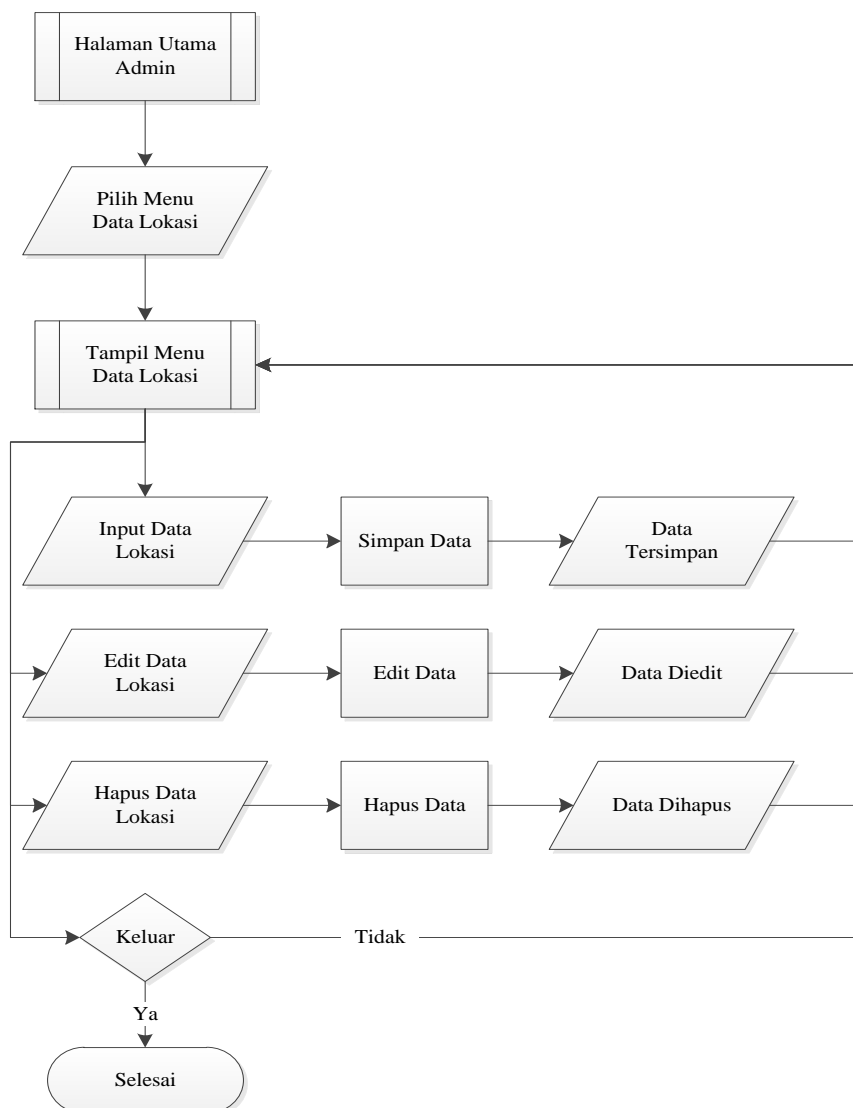 Halaman Utama
Admin
Pilih Menu
Data Lokasi
Tampil Menu
Data Lokasi
Input Data
Lokasi
Simpan Data
Data
Tersimpan
Edit Data
Lokasi
Edit Data
Data Diedit
Hapus Data
Lokasi
Hapus Data
Data Dihapus
Keluar
Tidak
Ya
Selesai